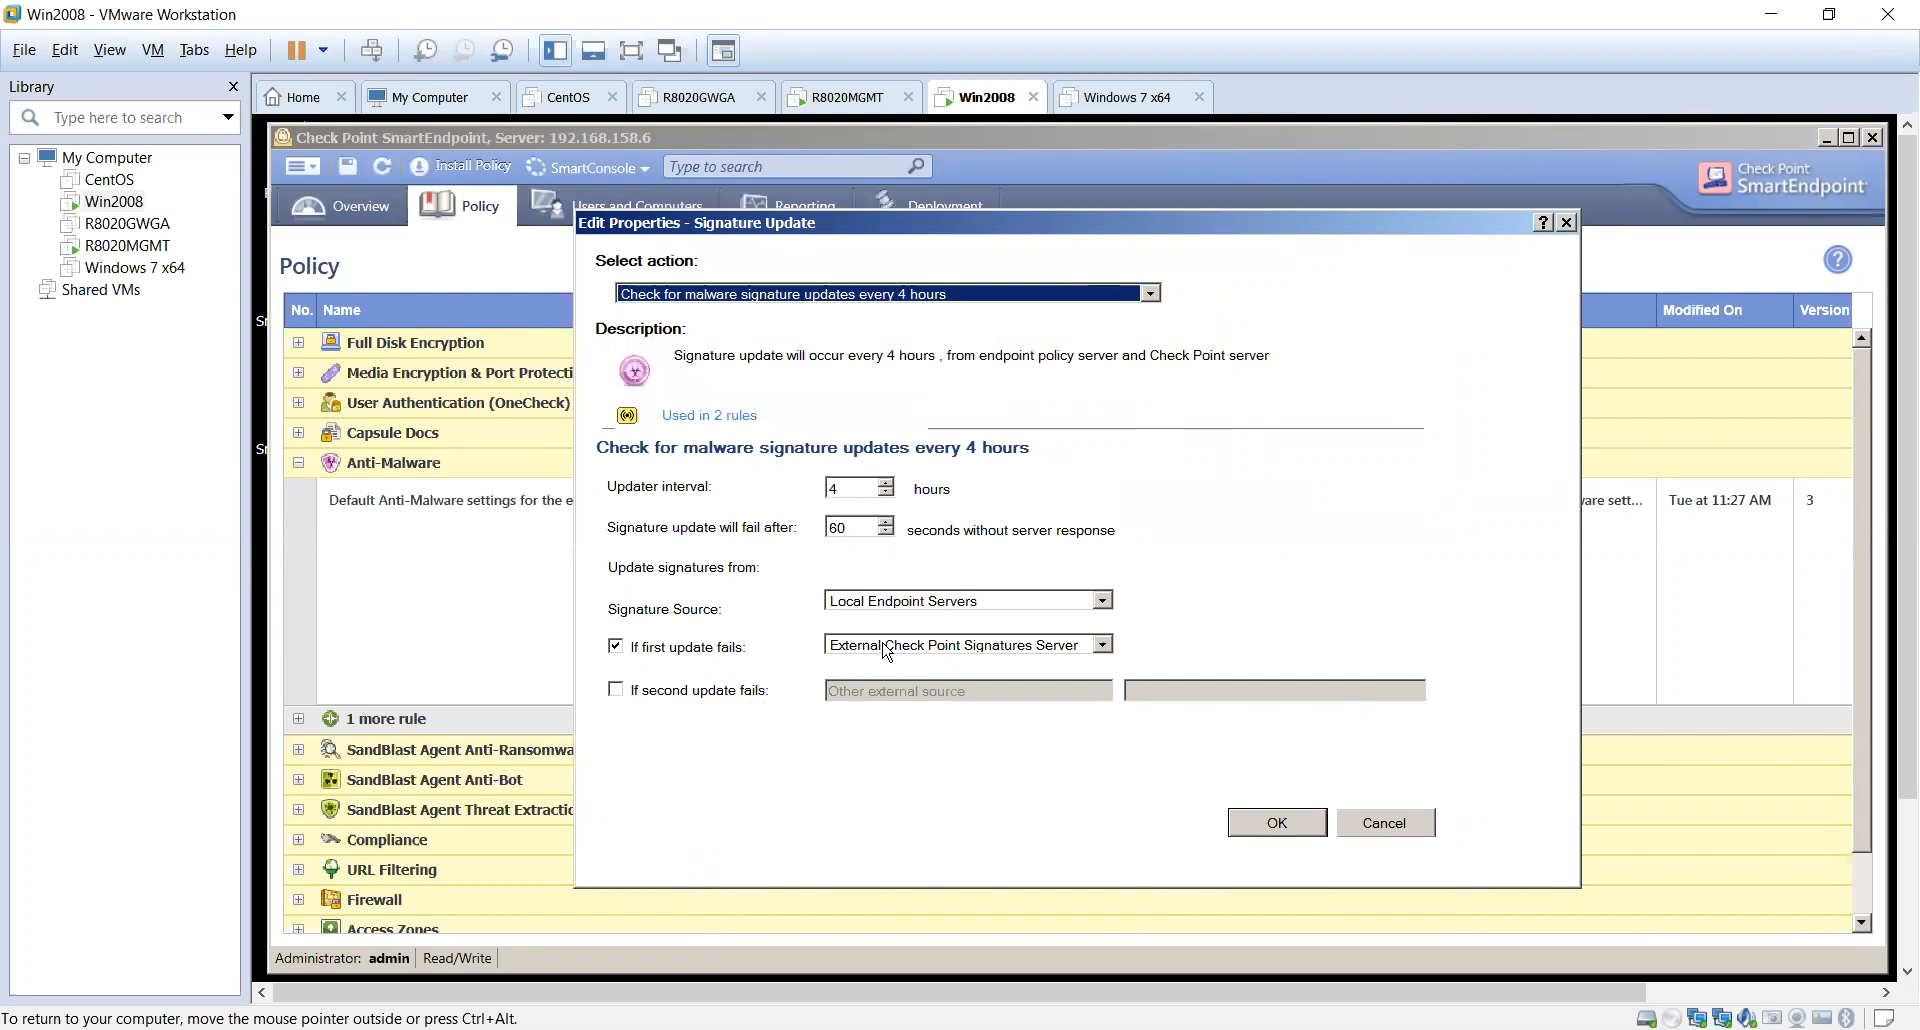 Win2008 - VMware Workstation
File Edit View VM Tabs Help
Library
Type here to search
My Computer
CentOS
Win2008
R8020GWGA
R8020MGMT
Windows 7 x64
Shared VMs
Home
My Computer
CentOS
R8020GWGA
R8020MGMT
Win2008
Windows 7 x64
Check Point SmartEndpoint, Server: 192.168.158.6
Install Policy
SmartConsole
Type to search
Check Point
SmartEndpoint
Overview
Policy
Users and Computers
Reporting
Deployment
Policy
No. Name
Modified On
Version
Full Disk Encryption
Media Encryption & Port Protecti
User Authentication (OneCheck)
Capsule Docs
Anti-Malware
Default Anti-Malware settings for the e
are sett...
Tue at 11:27 AM
3
1 more rule
SandBlast Agent Anti-Ransomwa
SandBlast Agent Anti-Bot
SandBlast Agent Threat Extractio
Compliance
URL Filtering
Firewall
Access Zones
Edit Properties - Signature Update
Select action:
Check for malware signature updates every 4 hours
Description:
Signature update will occur every 4 hours , from endpoint policy server and Check Point server
Used in 2 rules
Check for malware signature updates every 4 hours
Updater interval: 4 hours
Signature update will fail after: 60 seconds without server response
Update signatures from:
Signature Source: Local Endpoint Servers
If first update fails: External Check Point Signatures Server
If second update fails: Other external source
OK
Cancel
Administrator: admin
Read/Write
To return to your computer, move the mouse pointer outside or press Ctrl+Alt.